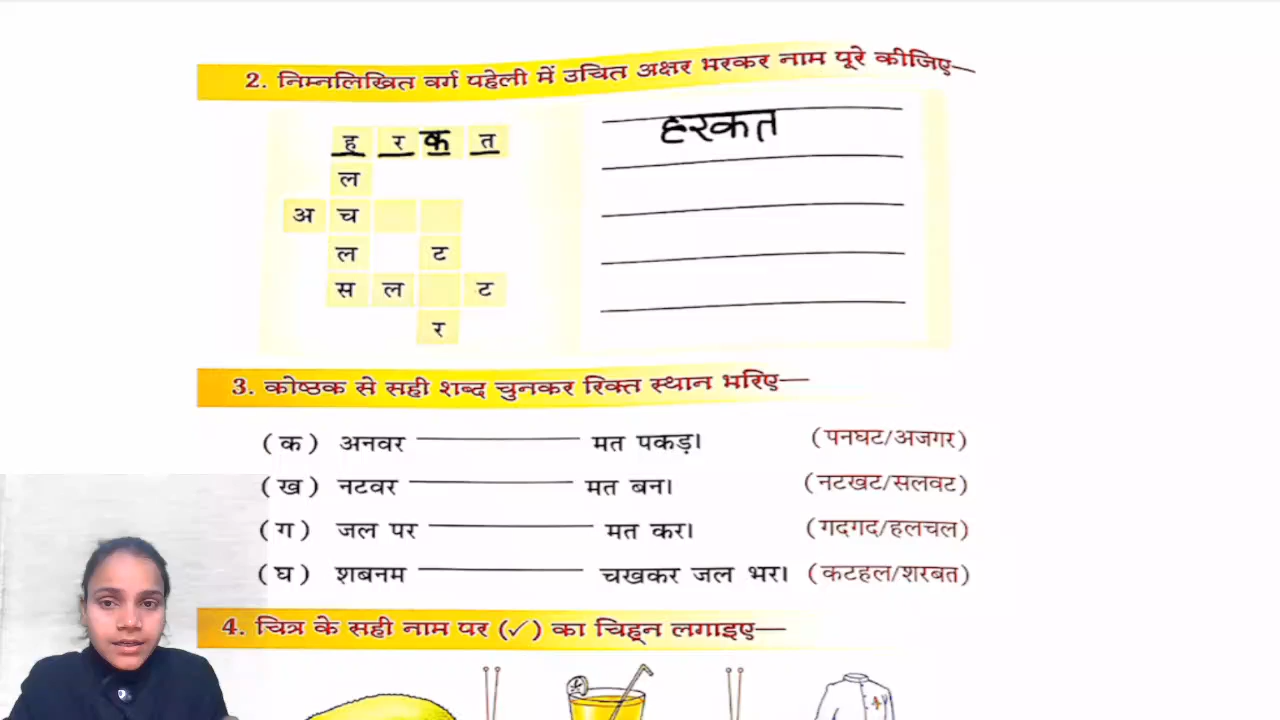 2. निम्नलिखित वर्ग पहेली में उचित अक्षर भरकर नाम पूरे कीजिए—
ह र क त
हरकत
ल
अ च
ल ट
स ल ट
र
3. कोष्ठक से सही शब्द चुनकर रिक्त स्थान भरिए—
(क) अनवर मत पकड़। (पनघट/अजगर)
(ख) नटवर मत बन। (नटखट/सलवट)
(ग) जल पर मत कर। (गदगद/हलचल)
(घ) शबनम चखकर जल भर। (कटहल/शरबत)
4. चित्र के सही नाम पर (✓) का चिह्न लगाइए—